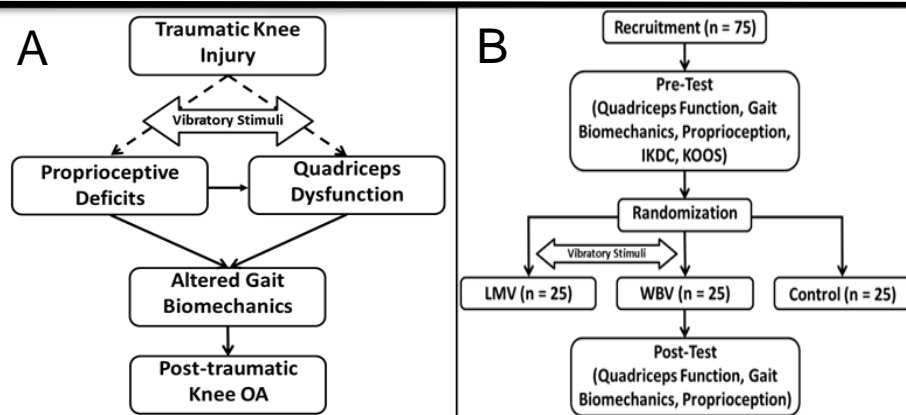 A
Traumatic Knee
Injury
Vibratory Stimuli
Proprioceptive
Deficits
Quadriceps
Dysfunction
Altered Gait
Biomechanics
Post-traumatic
Knee OA
B
Recruitment (n = 75)
Pre-Test
(Quadriceps Function, Gait
Biomechanics, Proprioception,
IKDC, KOOS)
Randomization
Vibratory Stimuli
LMV (n = 25)
WBV (n = 25)
Control (n = 25)
Post-Test
(Quadriceps Function, Gait
Biomechanics, Proprioception)